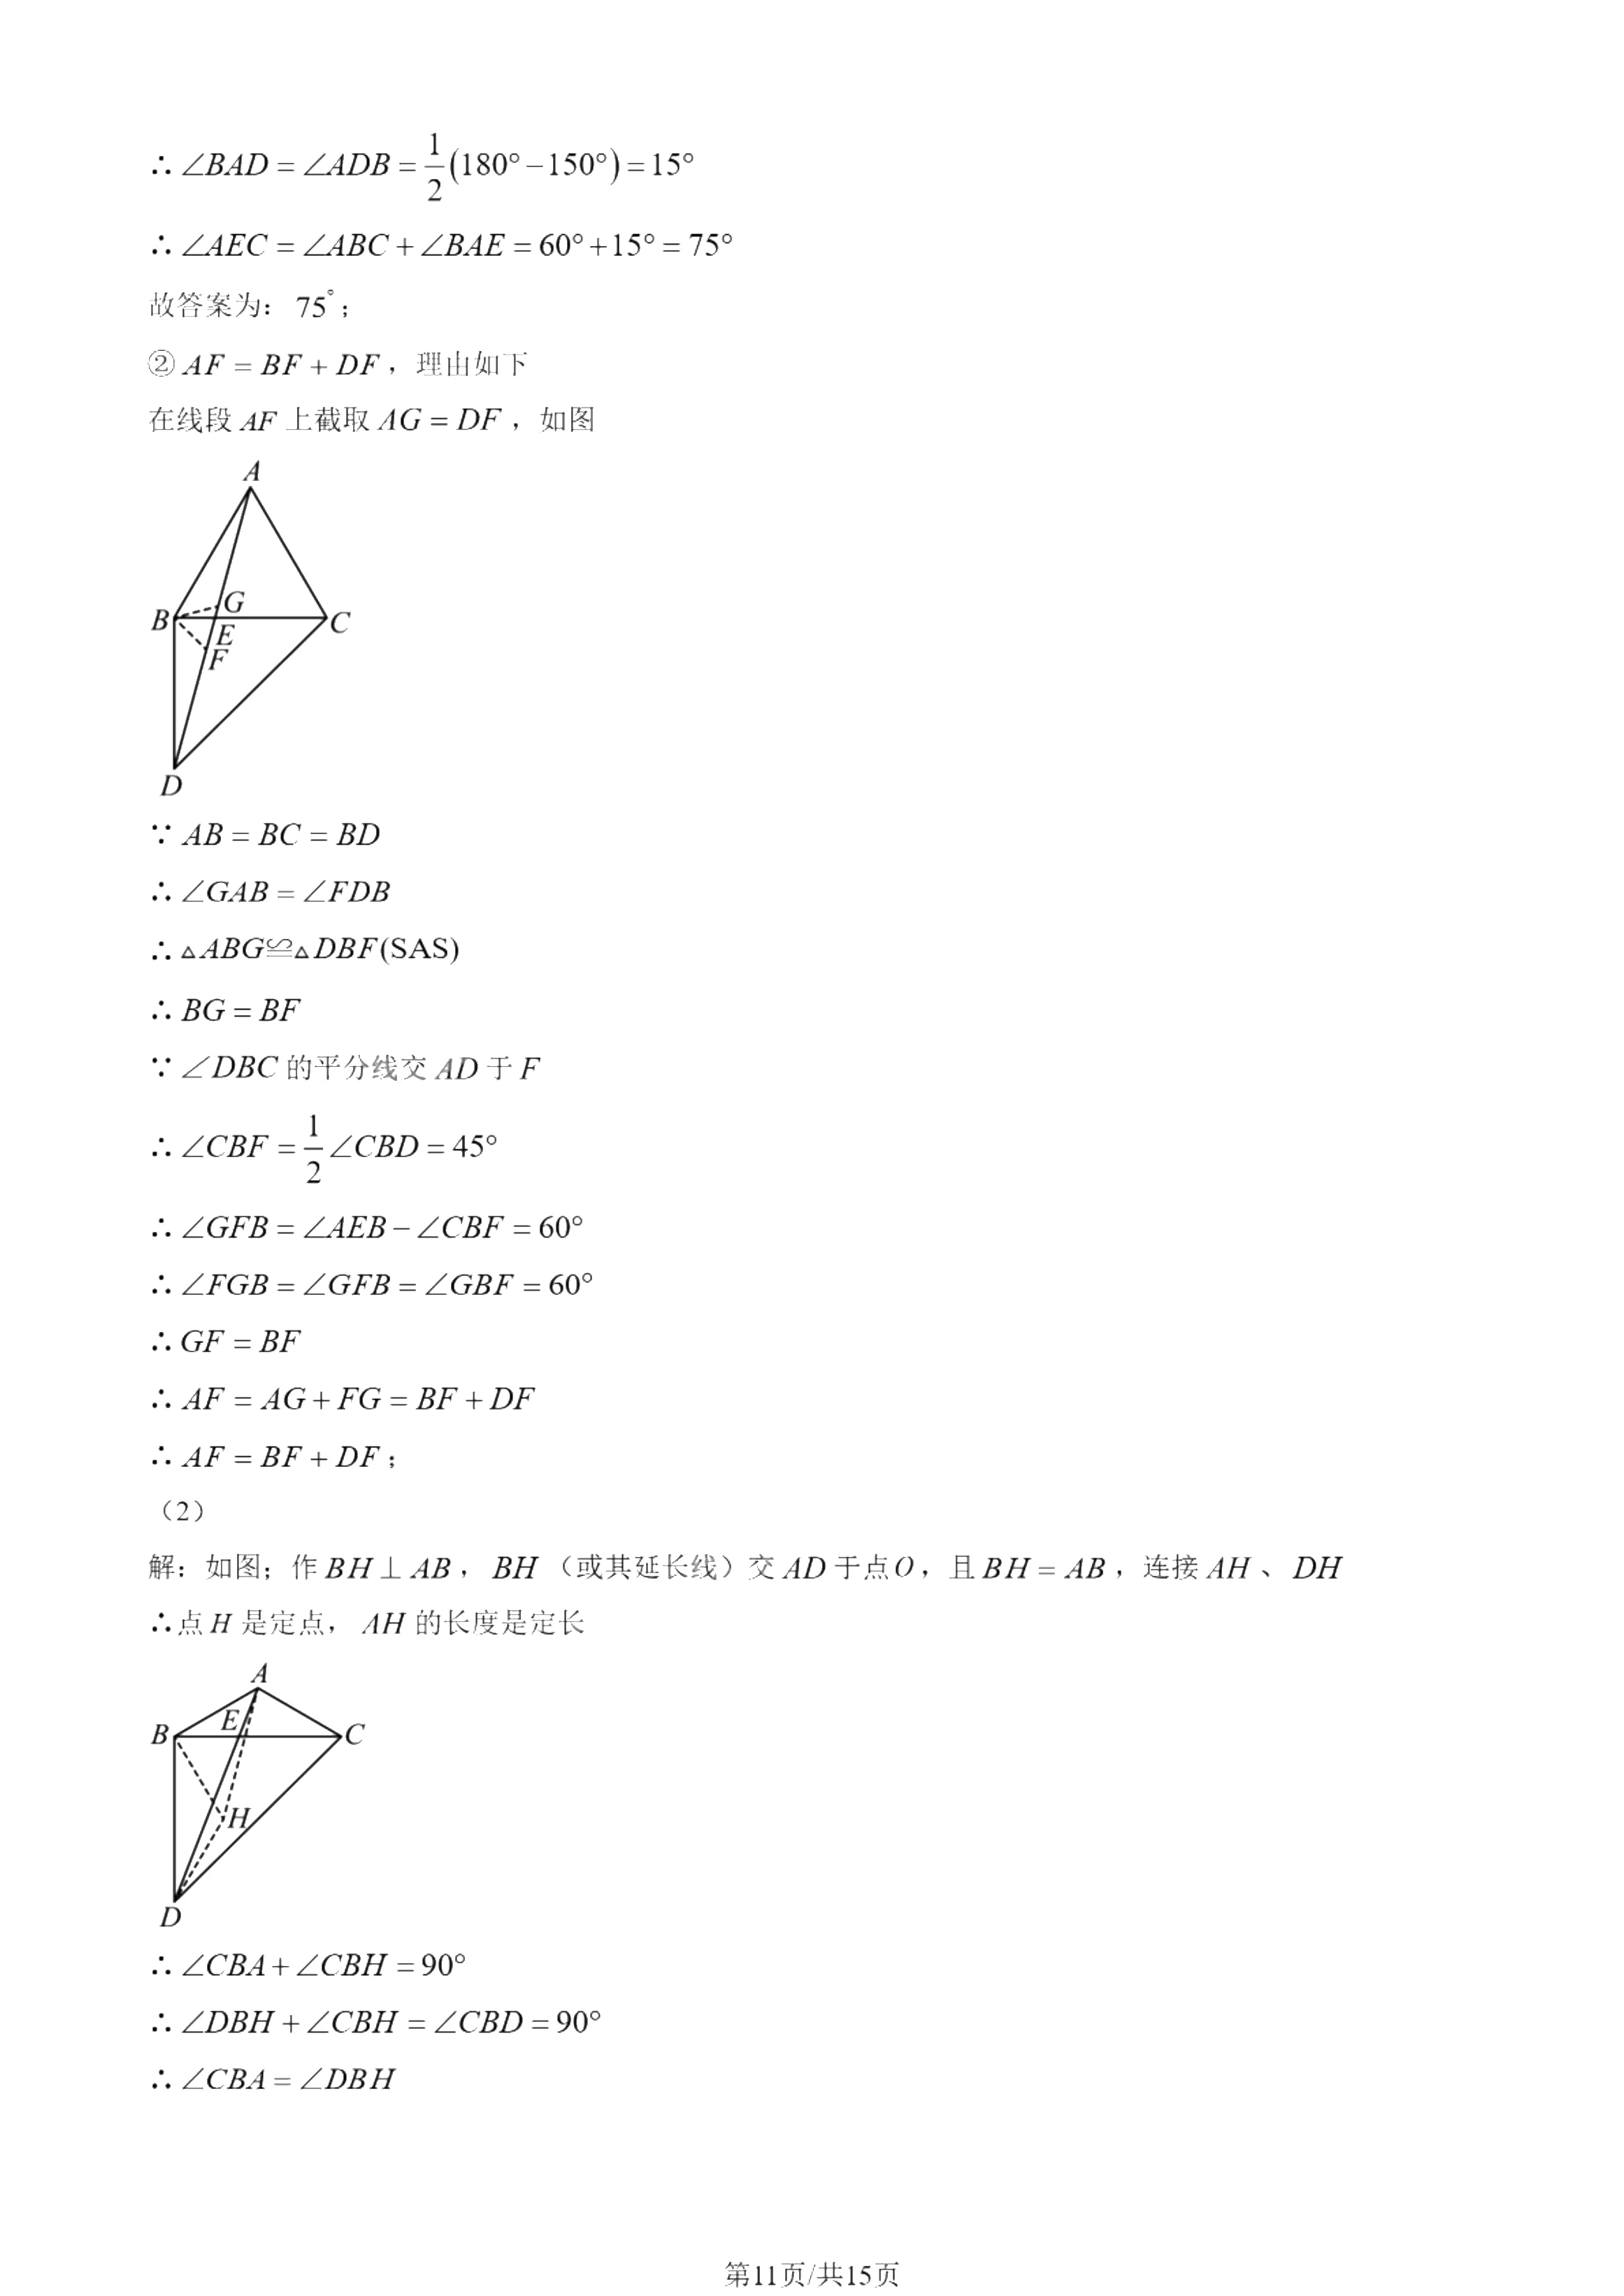 ∴ ∠BAD = ∠ADB = 1/2 (180° − 150°) = 15°
∴ ∠AEC = ∠ABC + ∠BAE = 60° + 15° = 75°
故答案为：75°；
② AF = BF + DF，理由如下
在线段 AF 上截取 AG = DF，如图
A
G
B
C
E
F
D
∵ AB = BC = BD
∴ ∠GAB = ∠FDB
∴ △ABG≌△DBF(SAS)
∴ BG = BF
∵ ∠DBC 的平分线交 AD 于 F
∴ ∠CBF = 1/2 ∠CBD = 45°
∴ ∠GFB = ∠AEB − ∠CBF = 60°
∴ ∠FGB = ∠GFB = ∠GBF = 60°
∴ GF = BF
∴ AF = AG + FG = BF + DF
∴ AF = BF + DF；
（2）
解：如图；作 BH ⊥ AB，BH（或其延长线）交 AD 于点O，且 BH = AB，连接 AH、DH
∴点 H 是定点，AH 的长度是定长
A
E
B
C
H
D
∴ ∠CBA + ∠CBH = 90°
∴ ∠DBH + ∠CBH = ∠CBD = 90°
∴ ∠CBA = ∠DBH
第11页/共15页